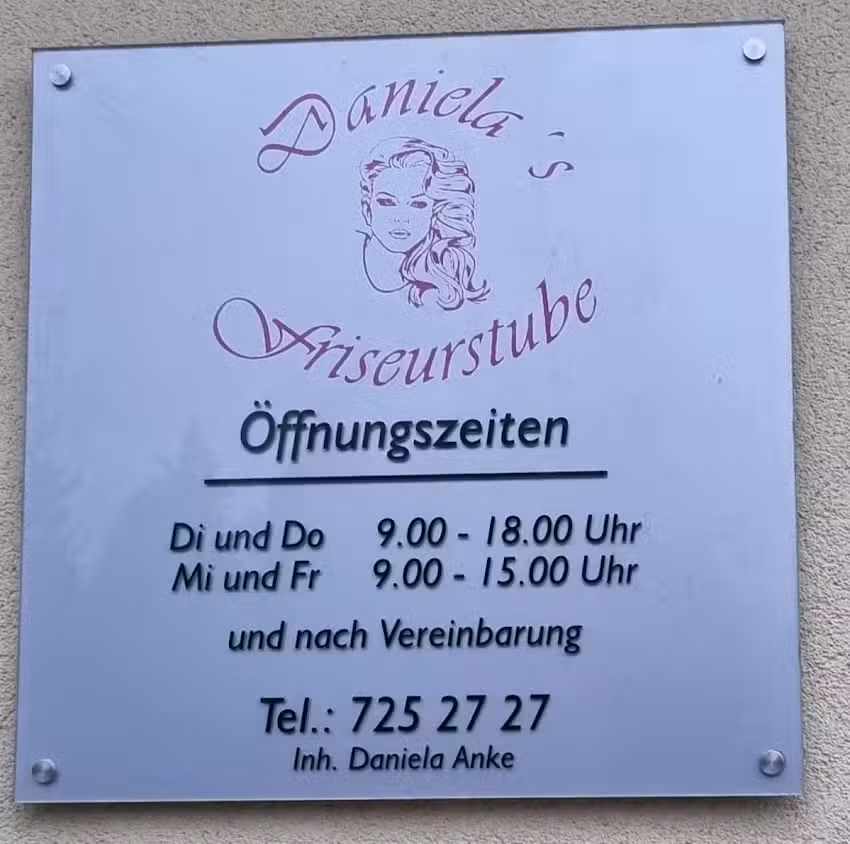 Daniela´s
Friseurstube
Öffnungszeiten
Di und Do 9.00 - 18.00 Uhr
Mi und Fr 9.00 - 15.00 Uhr
und nach Vereinbarung
Tel.: 725 27 27
Inh. Daniela Anke